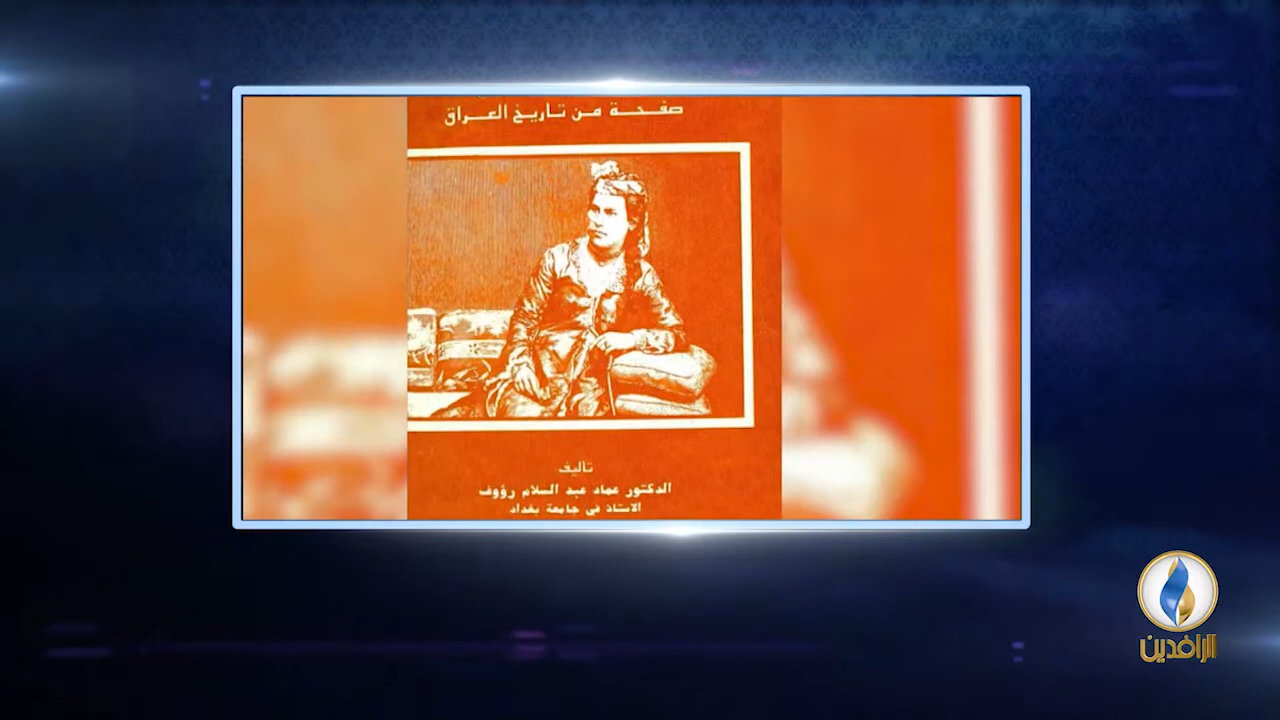 صفحة من تاريخ العراق
تأليف
الدكتور عماد عبد السلام رؤوف
الاستاذ في جامعة بغداد
الرافدين